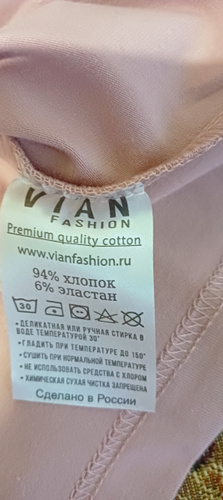 VIAN
FASHION
Premium quality cotton
www.vianfashion.ru
94% хлопок
6% эластан
30
• ДЕЛИКАТНАЯ ИЛИ РУЧНАЯ СТИРКА В
ВОДЕ ТЕМПЕРАТУРОЙ 30°
• ГЛАДИТЬ ПРИ ТЕМПЕРАТУРЕ ДО 150°
• СУШИТЬ ПРИ НОРМАЛЬНОЙ ТЕМПЕРАТУРЕ
• НЕ ИСПОЛЬЗОВАТЬ СРЕДСТВА С ХЛОРОМ
• ХИМИЧЕСКАЯ СУХАЯ ЧИСТКА ЗАПРЕЩЕНА
Сделано в России